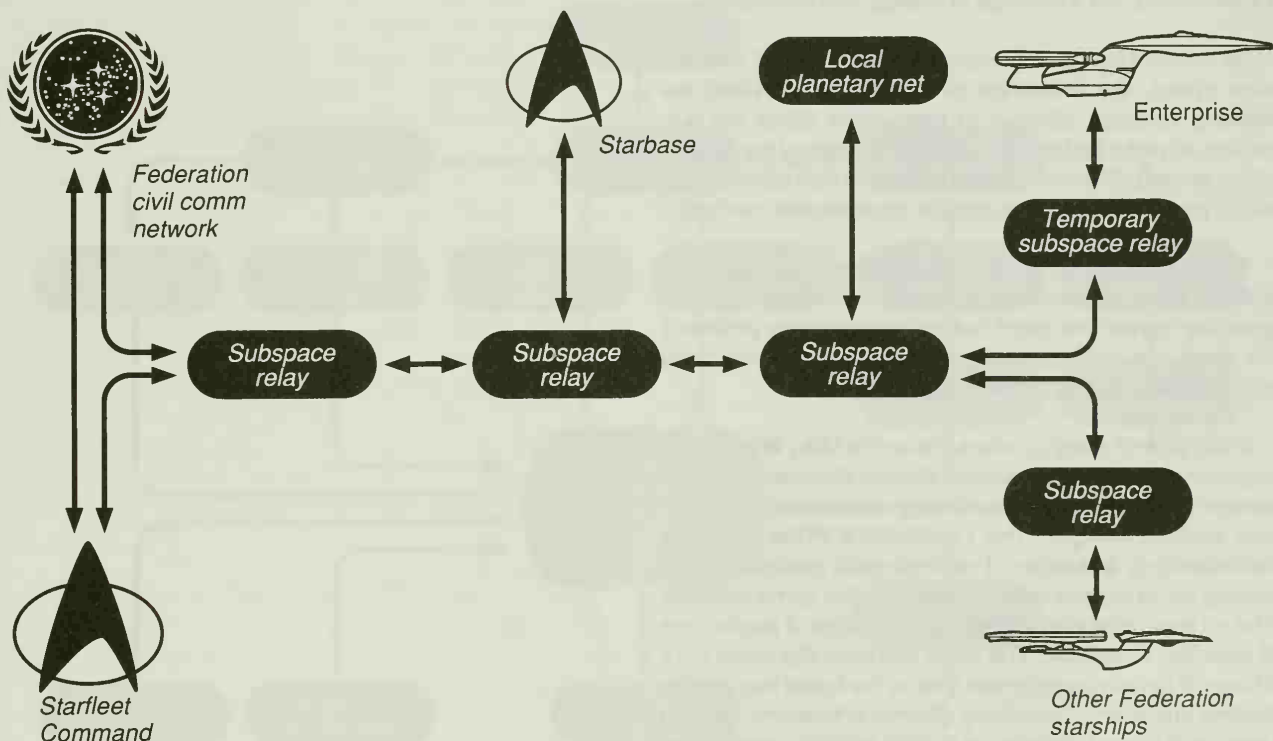 Local
planetary net
Enterprise
Starbase
Federation
civil comm
network
Temporary
subspace relay
Subspace
relay
Subspace
relay
Subspace
relay
Subspace
relay
Starfleet
Command
Other Federation
starships